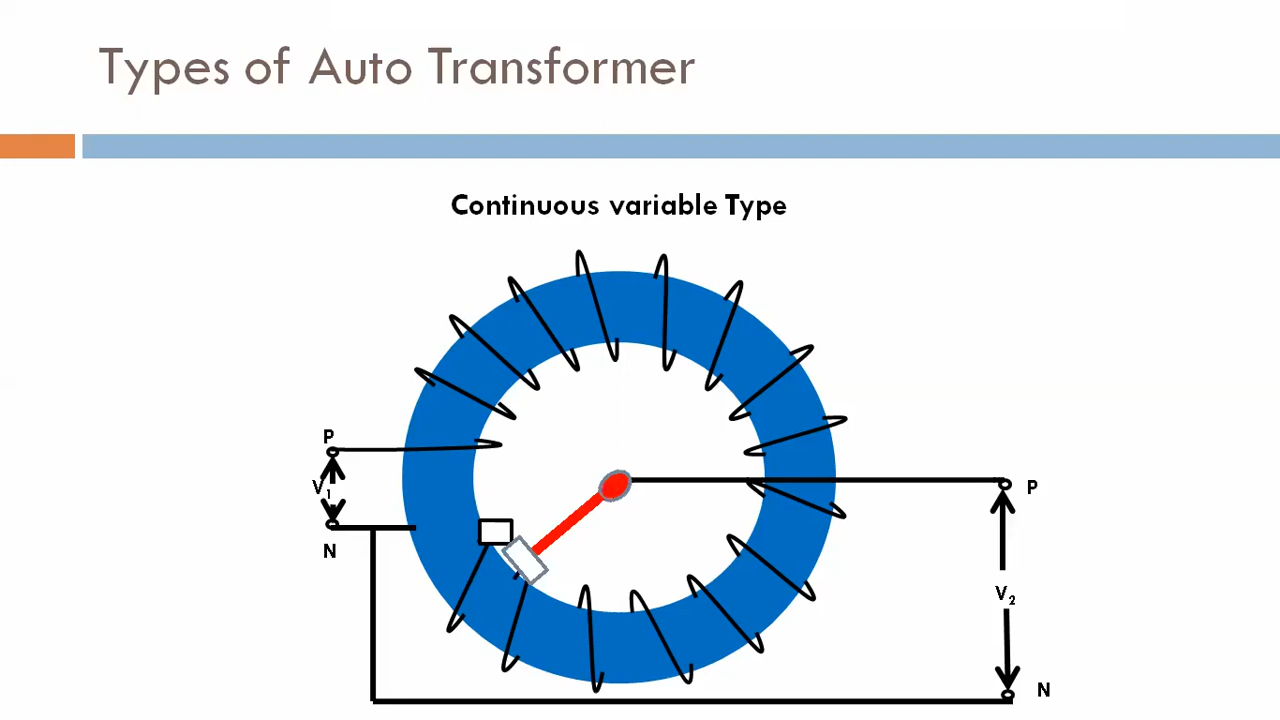 Types of Auto Transformer
Continuous variable Type
P
V₁
N
P
V₂
N